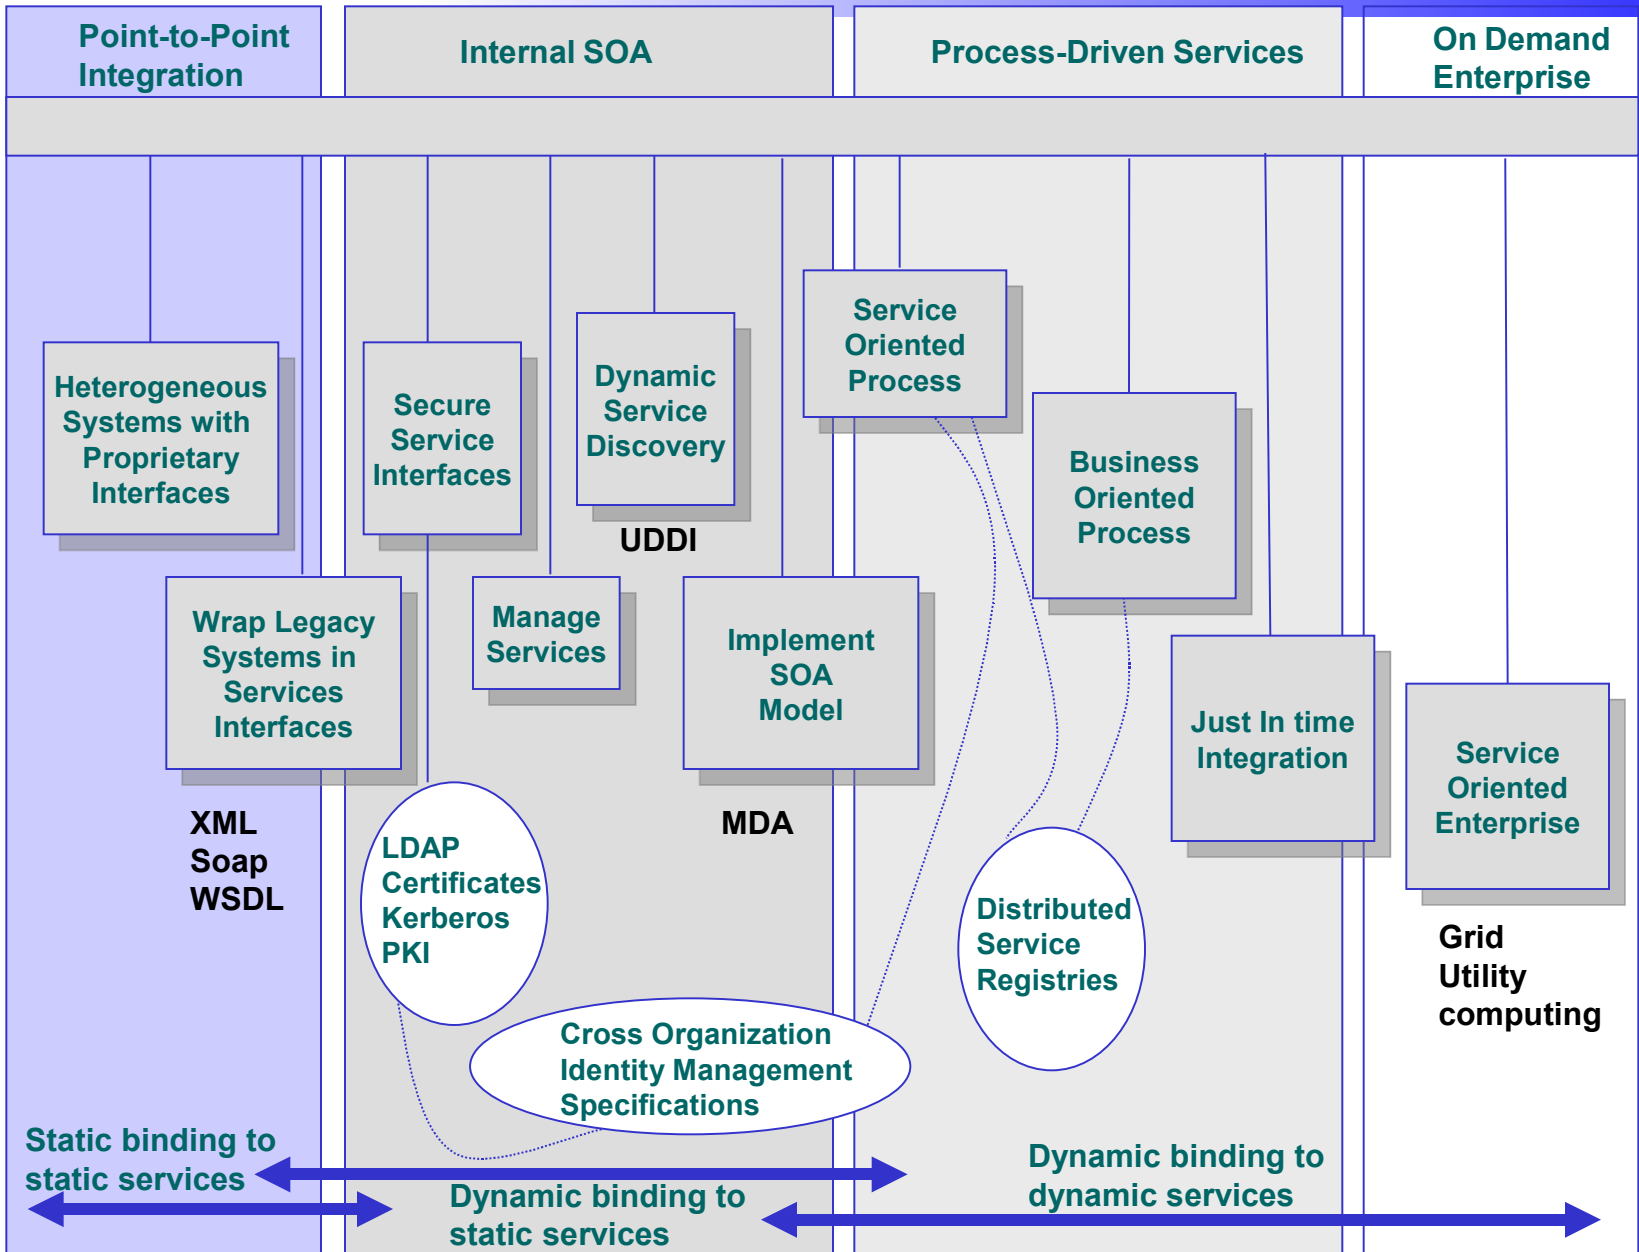 Point-to-Point
Integration
Internal SOA
Process-Driven Services
On Demand
Enterprise
Heterogeneous
Systems with
Proprietary
Interfaces
Wrap Legacy
Systems in
Services
Interfaces
XML
Soap
WSDL
Secure
Service
Interfaces
Manage
Services
Dynamic
Service
Discovery
UDDI
Implement
SOA
Model
MDA
LDAP
Certificates
Kerberos
PKI
Cross Organization
Identity Management
Specifications
Service
Oriented
Process
Business
Oriented
Process
Distributed
Service
Registries
Just In time
Integration
Service
Oriented
Enterprise
Grid
Utility
computing
Static binding to
static services
Dynamic binding to
static services
Dynamic binding to
dynamic services